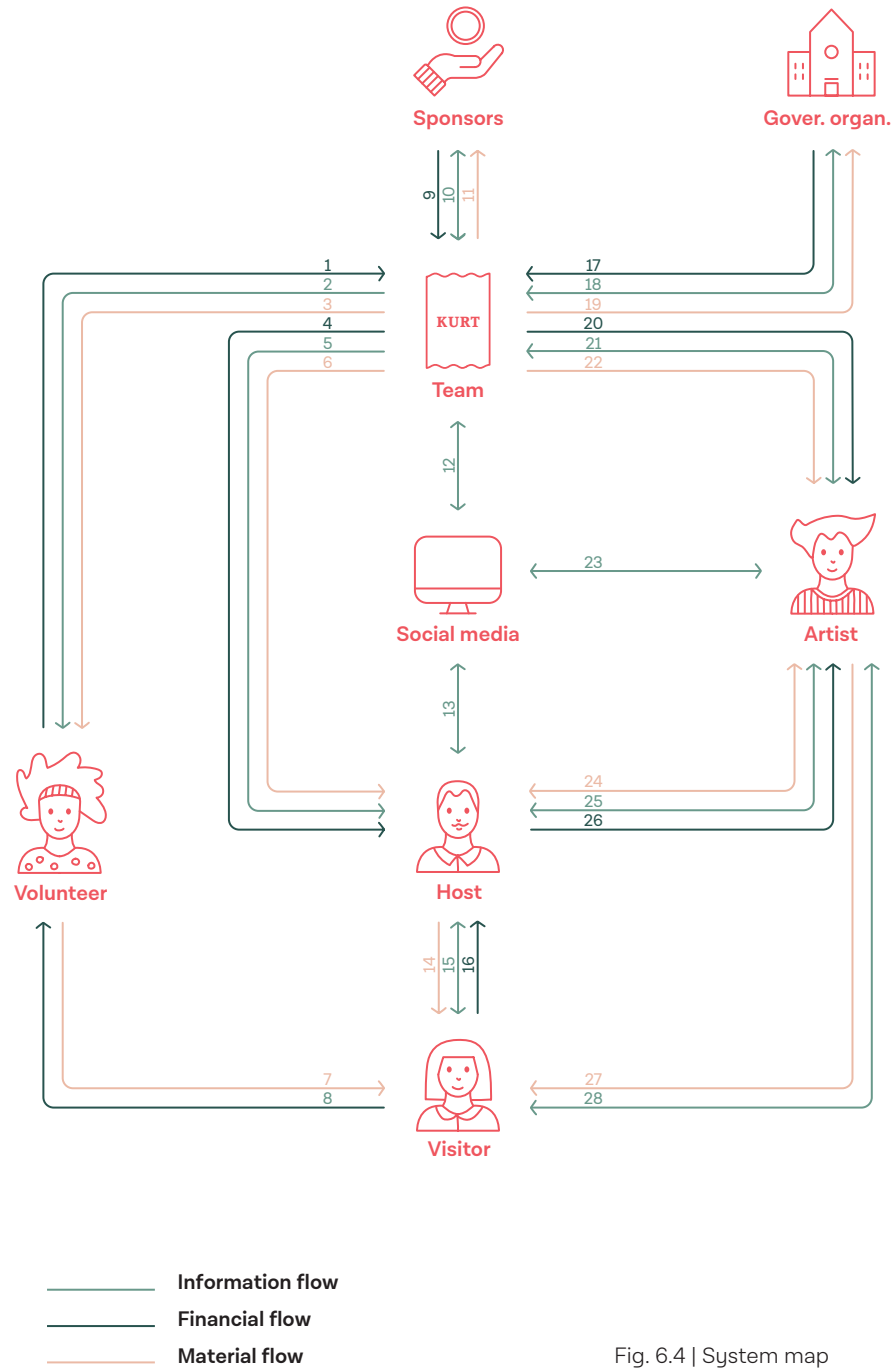 Sponsors
Gover. organ.
9
10
11
1
2
3
4
5
6
17
18
19
20
21
22
KURT
Team
12
23
Social media
Artist
13
24
25
26
Volunteer
Host
14
15
16
7
8
27
28
Visitor
Information flow
Financial flow
Material flow
Fig. 6.4 | System map